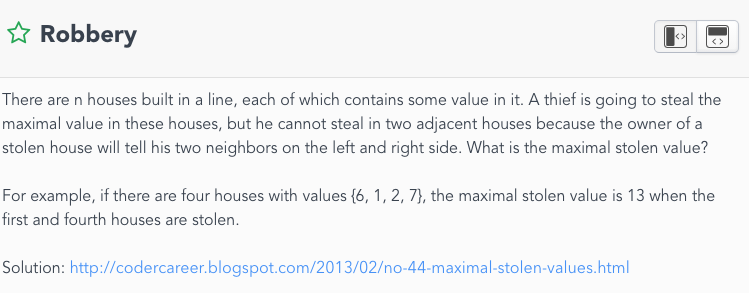 Robbery
There are n houses built in a line, each of which contains some value in it. A thief is going to steal the
maximal value in these houses, but he cannot steal in two adjacent houses because the owner of a
stolen house will tell his two neighbors on the left and right side. What is the maximal stolen value?
For example, if there are four houses with values {6, 1, 2, 7}, the maximal stolen value is 13 when the
first and fourth houses are stolen.
Solution: http://codercareer.blogspot.com/2013/02/no-44-maximal-stolen-values.html